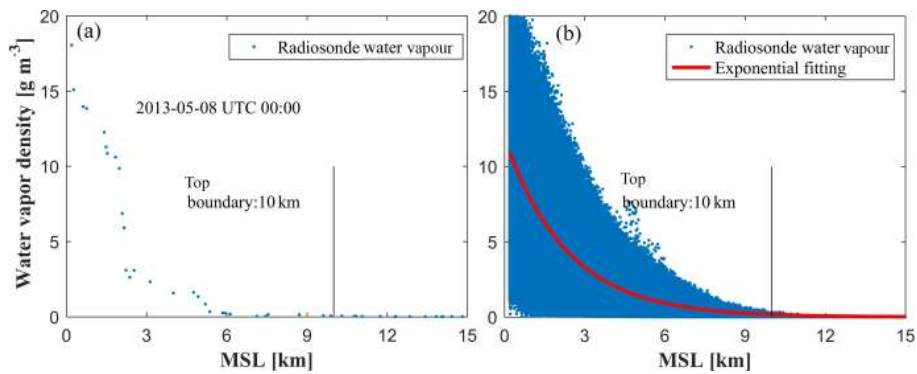 Water vapor density [g m-3]
20
15
10
5
0
(a)
Radiosonde water vapour
2013-05-08 UTC 00:00
Top
boundary:10 km
0 3 6 9 12 15
MSL [km]
20
15
10
5
0
(b)
Radiosonde water vapour
Exponential fitting
Top
boundary:10 km
0 3 6 9 12 15
MSL [km]